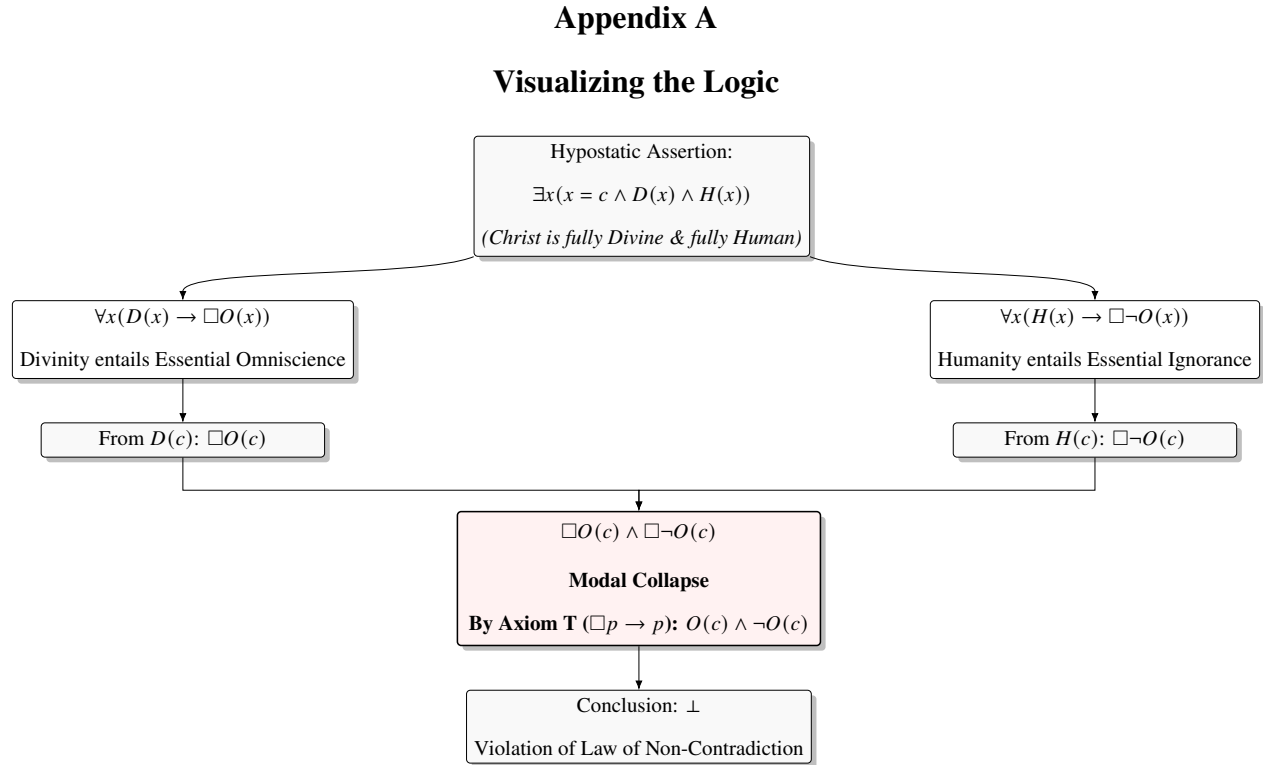 Appendix A
Visualizing the Logic
Hypostatic Assertion:
∃x(x = c ∧ D(x) ∧ H(x))
(Christ is fully Divine & fully Human)
∀x(D(x) → □O(x))
Divinity entails Essential Omniscience
∀x(H(x) → □¬O(x))
Humanity entails Essential Ignorance
From D(c): □O(c)
From H(c): □¬O(c)
□O(c) ∧ □¬O(c)
Modal Collapse
By Axiom T (□p → p): O(c) ∧ ¬O(c)
Conclusion: ⊥
Violation of Law of Non-Contradiction